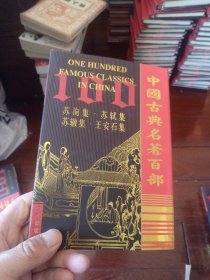 ONE HUNDRED
FAMOUS CLASSICS
IN CHINA
100
苏洵集·苏轼集
苏辙集·王安石集
中國古典名著百部